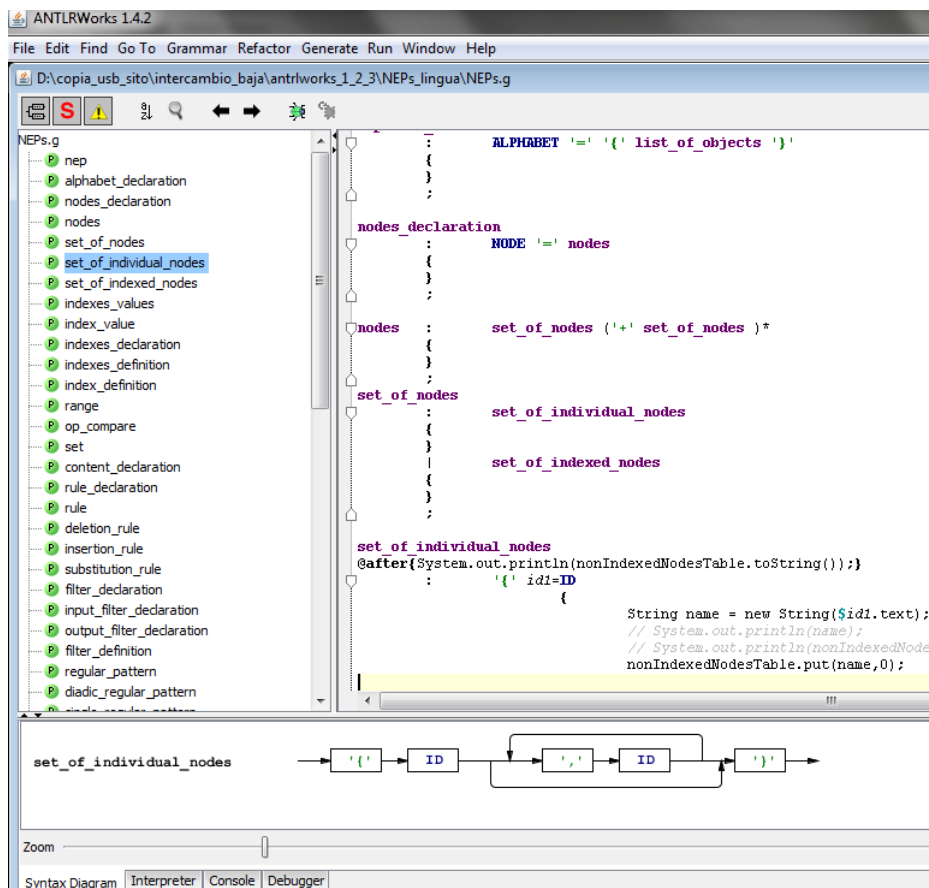 ANTLRWorks 1.4.2
File Edit Find Go To Grammar Refactor Generate Run Window Help
D:\copia_usb_sito\intercambio_baja\antrlworks_1_2_3\NEPs_lingua\NEPs.g
S
NEPs.g
P nep
P alphabet_declaration
P nodes_declaration
P nodes
P set_of_nodes
P set_of_individual_nodes
P set_of_indexed_nodes
P indexes_values
P index_value
P indexes_declaration
P indexes_definition
P index_definition
P range
P op_compare
P set
P content_declaration
P rule_declaration
P rule
P deletion_rule
P insertion_rule
P substitution_rule
P filter_declaration
P input_filter_declaration
P output_filter_declaration
P filter_definition
P regular_pattern
P diadic_regular_pattern
: ALPHABET '=' '{' list_of_objects '}'
{
}
;
nodes_declaration
: NODE '=' nodes
{
}
;
nodes : set_of_nodes ('+' set_of_nodes )*
{
}
;
set_of_nodes
: set_of_individual_nodes
{
}
| set_of_indexed_nodes
{
}
;
set_of_individual_nodes
@after{System.out.println(nonIndexedNodesTable.toString());}
: '{' id1=ID
{
String name = new String($id1.text);
// System.out.println(name);
// System.out.println(nonIndexedNode
nonIndexedNodesTable.put(name,0);
set_of_individual_nodes '{' ID ',' ID '}'
Zoom
Syntax Diagram Interpreter Console Debugger